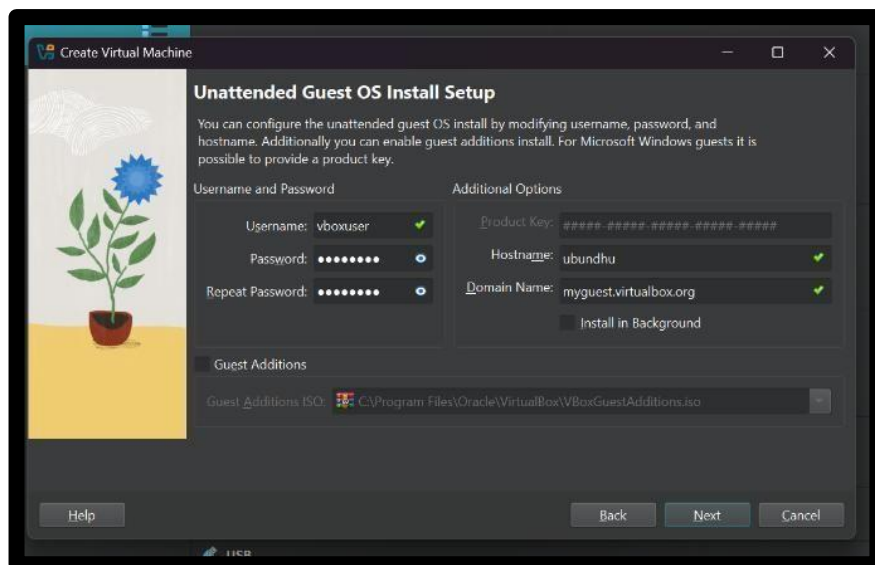 Create Virtual Machine
Unattended Guest OS Install Setup
You can configure the unattended guest OS install by modifying username, password, and
hostname. Additionally you can enable guest additions install. For Microsoft Windows guests it is
possible to provide a product key.
Username and Password
Username: vboxuser
Password: ••••••••
Repeat Password: ••••••••
Additional Options
Product Key: #####-#####-#####-#####-#####
Hostname: ubundhu
Domain Name: myguest.virtualbox.org
Install in Background
Guest Additions
Guest Additions ISO: C:\Program Files\Oracle\VirtualBox\VBoxGuestAdditions.iso
Help
Back
Next
Cancel
USB